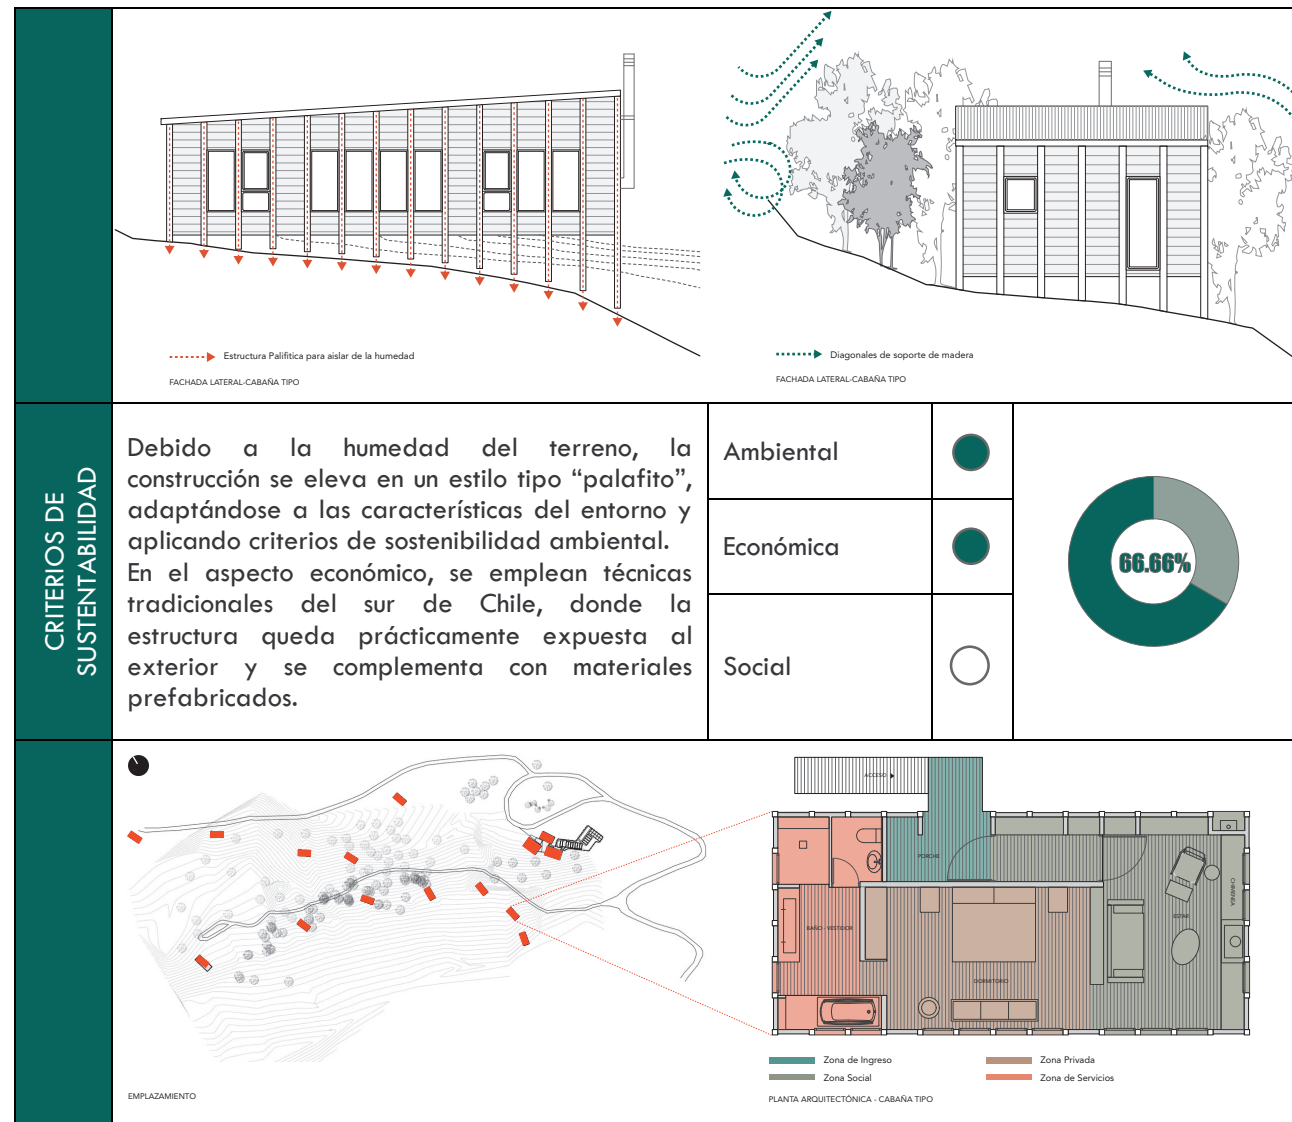 Estructura Palifitica para aislar de la humedad
FACHADA LATERAL-CABAÑA TIPO
Diagonales de soporte de madera
FACHADA LATERAL-CABAÑA TIPO
CRITERIOS DE
SUSTENTABILIDAD
Debido a la humedad del terreno, la
construcción se eleva en un estilo tipo “palafito”,
adaptándose a las características del entorno y
aplicando criterios de sostenibilidad ambiental.
En el aspecto económico, se emplean técnicas
tradicionales del sur de Chile, donde la
estructura queda prácticamente expuesta al
exterior y se complementa con materiales
prefabricados.
Ambiental
Económica
Social
66.66%
EMPLAZAMIENTO
ACCESO
PORCHE
BAÑO - VESTIDOR
DORMITORIO
ESTAR
CHIMENEA
Zona de Ingreso
Zona Privada
Zona Social
Zona de Servicios
PLANTA ARQUITECTÓNICA - CABAÑA TIPO